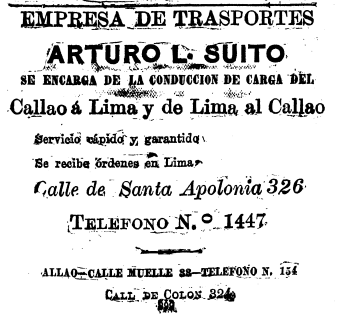 EMPRESA DE TRASPORTES
ARTURO L. SUITO
SE ENCARGA DE LA CONDUCCION DE CARGA DEL
Callao á Lima y de Lima al Callao
Servicio rápido y garantido
Se recibe órdenes en Lima
Calle de Santa Apolonia 326
TELEFONO N.º 1447
ALLAO—CALLE MUELLE 38—TELEFONO N. 154
CALL DE COLON 324